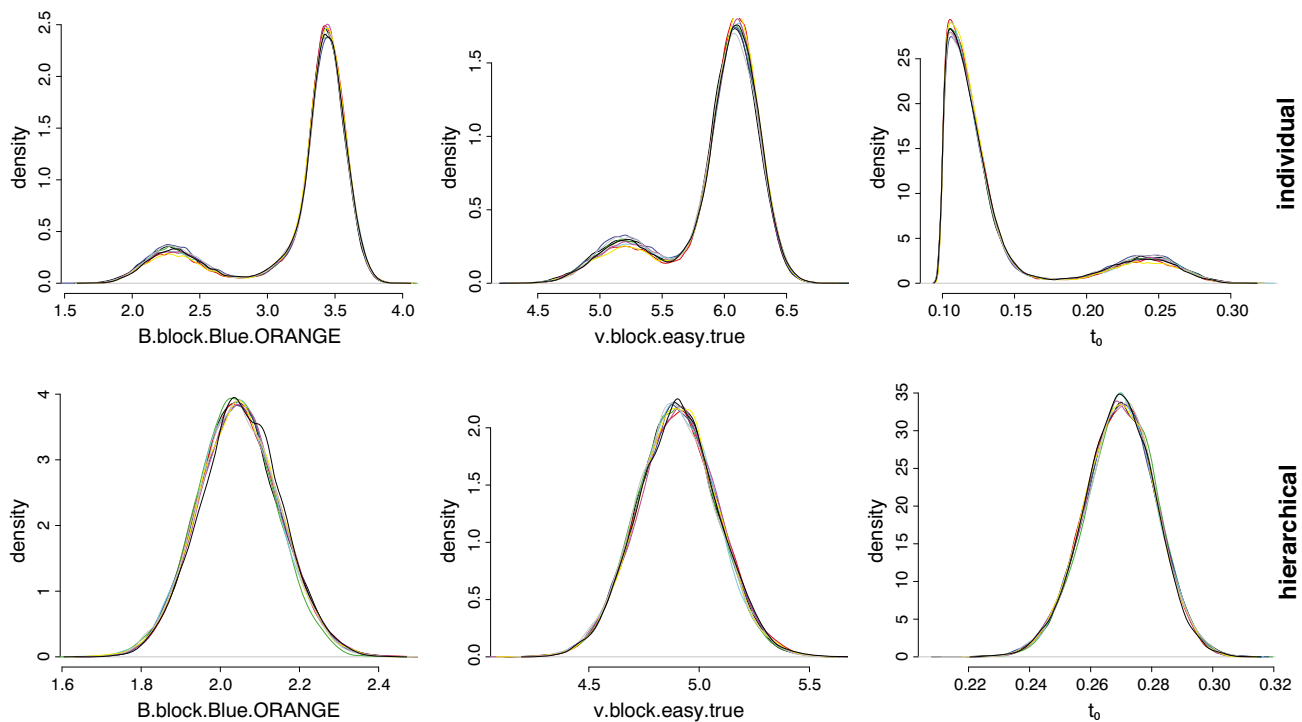 density
0.0 0.5 1.0 1.5 2.0 2.5
1.5 2.0 2.5 3.0 3.5 4.0
B.block.Blue.ORANGE
density
0.0 0.5 1.0 1.5
4.5 5.0 5.5 6.0 6.5
v.block.easy.true
density
0 5 10 15 20 25
0.10 0.15 0.20 0.25 0.30
t₀
individual
density
0 1 2 3 4
1.6 1.8 2.0 2.2 2.4
B.block.Blue.ORANGE
density
0.0 0.5 1.0 1.5 2.0
4.5 5.0 5.5
v.block.easy.true
density
0 5 10 15 20 25 30 35
0.22 0.24 0.26 0.28 0.30 0.32
t₀
hierarchical